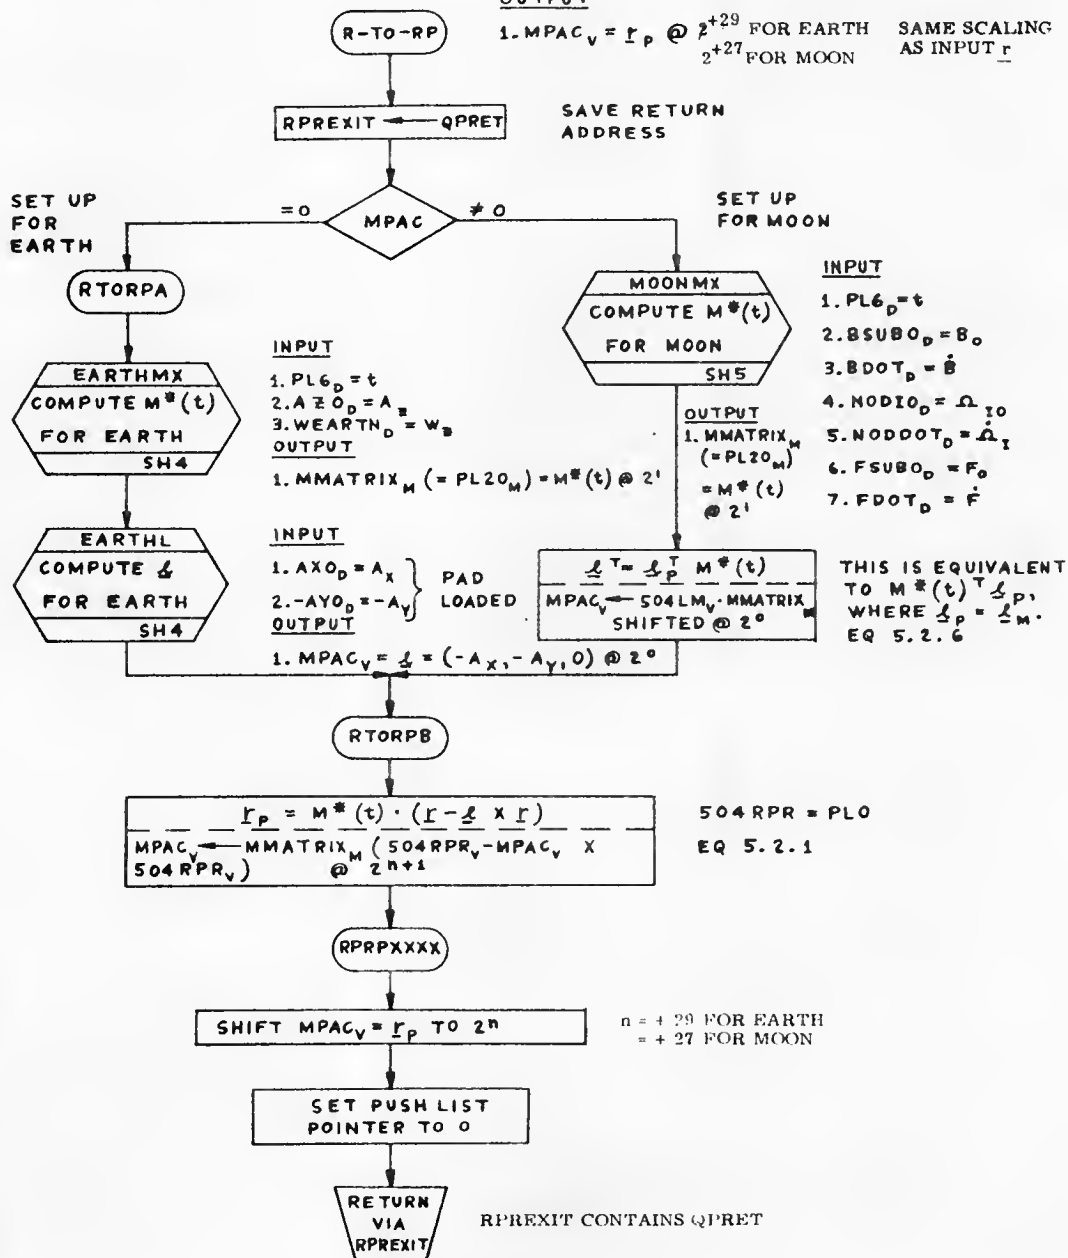 OUTPUT
R-TO-RP
1. MPAC_V = r_P @ 2^+29 FOR EARTH SAME SCALING
2^+27 FOR MOON AS INPUT r
RPREXIT ← QPRET
SAVE RETURN
ADDRESS
SET UP
FOR
EARTH
= 0
MPAC
≠ 0
SET UP
FOR MOON
RTORPA
MOONMX
COMPUTE M*(t)
FOR MOON
SH5
INPUT
1. PL6_D = t
2. BSUBO_D = B_0
3. BDOT_D = Ḃ
4. NODIO_D = Ω_IO
5. NODDOT_D = Ω̇_I
6. FSUBO_D = F_0
7. FDOT_D = Ḟ
EARTHMX
COMPUTE M*(t)
FOR EARTH
SH4
INPUT
1. PL6_D = t
2. AZO_D = A_Z
3. WEARTH_D = W_E
OUTPUT
1. MMATRIX_M (= PL20_M) = M*(t) @ 2^1
OUTPUT
1. MMATRIX_M
(= PL20_M)
= M*(t)
@ 2^1
EARTHL
COMPUTE ℓ
FOR EARTH
SH4
INPUT
1. AXO_D = A_X
2. -AYO_D = -A_Y
PAD
LOADED
OUTPUT
1. MPAC_V = ℓ = (-A_X, -A_Y, 0) @ 2^0
ℓ^T = ℓ_P^T M*(t)
MPAC_V ← 504LM_V · MMATRIX_M
SHIFTED @ 2^0
THIS IS EQUIVALENT
TO M*(t)^T ℓ_P,
WHERE ℓ_P = ℓ_M.
EQ 5.2.6
RTORPB
r_P = M*(t) · (r - ℓ X r)
MPAC_V ← MMATRIX_M (504RPR_V - MPAC_V X
504RPR_V) @ 2^n+1
504RPR = PLO
EQ 5.2.1
RPRPXXXX
SHIFT MPAC_V = r_P TO 2^n
n = + 29 FOR EARTH
= + 27 FOR MOON
SET PUSH LIST
POINTER TO 0
RETURN
VIA
RPREXIT
RPREXIT CONTAINS QPRET